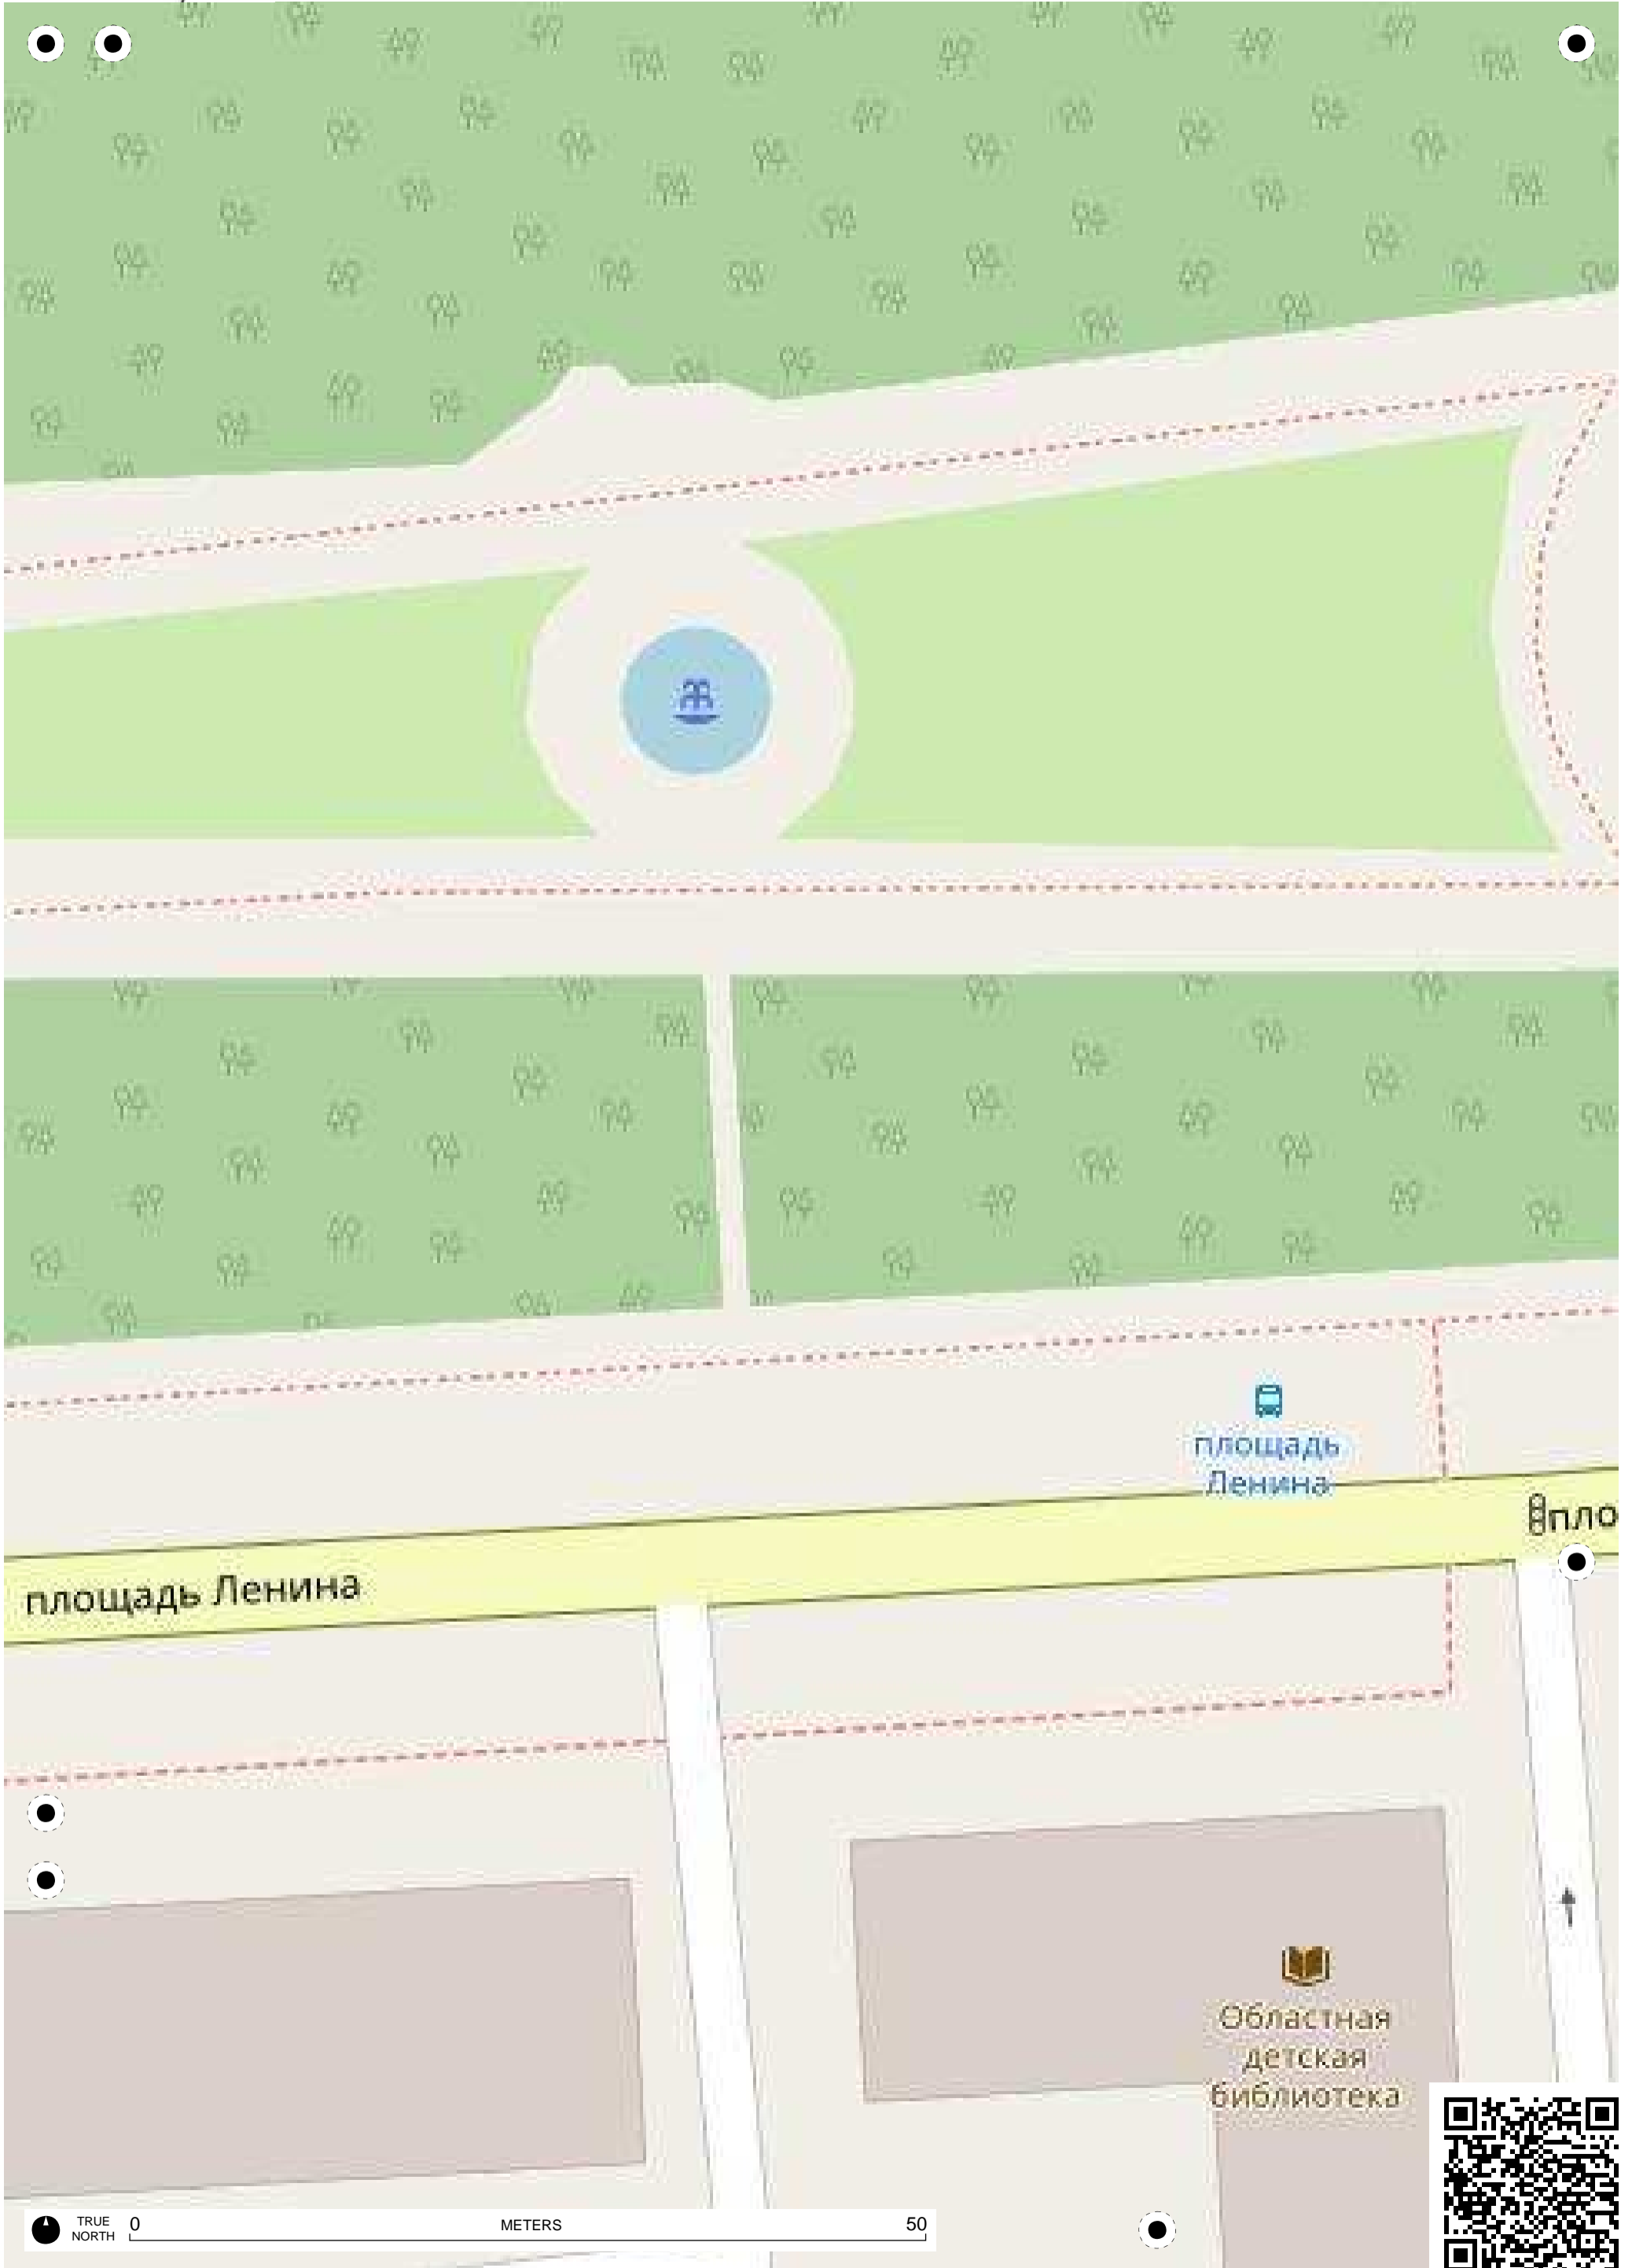 площадь
Ленина
пло
площадь Ленина
Областная
детская
библиотека
TRUE
NORTH
0
METERS
50